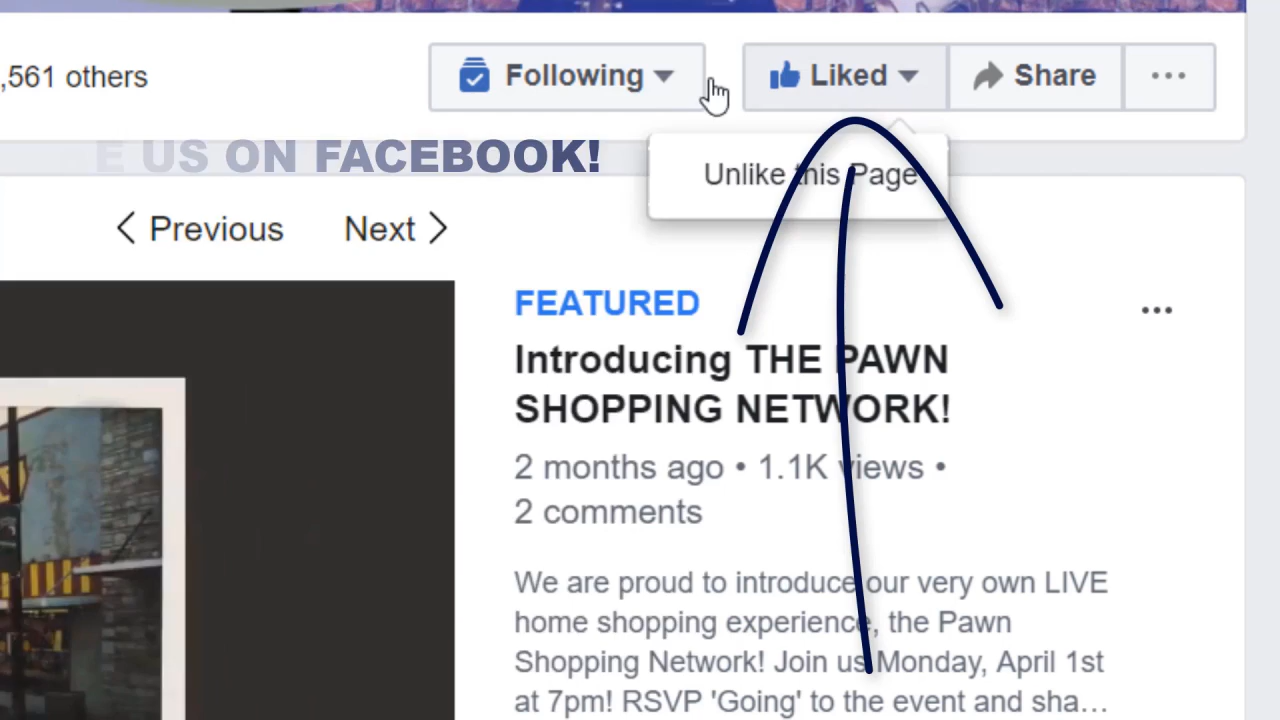 ,561 others
Following
Liked
Share
US ON FACEBOOK!
Unlike this Page
Previous
Next
FEATURED
Introducing THE PAWN
SHOPPING NETWORK!
2 months ago • 1.1K views •
2 comments
We are proud to introduce our very own LIVE
home shopping experience, the Pawn
Shopping Network! Join us Monday, April 1st
at 7pm! RSVP 'Going' to the event and sha…